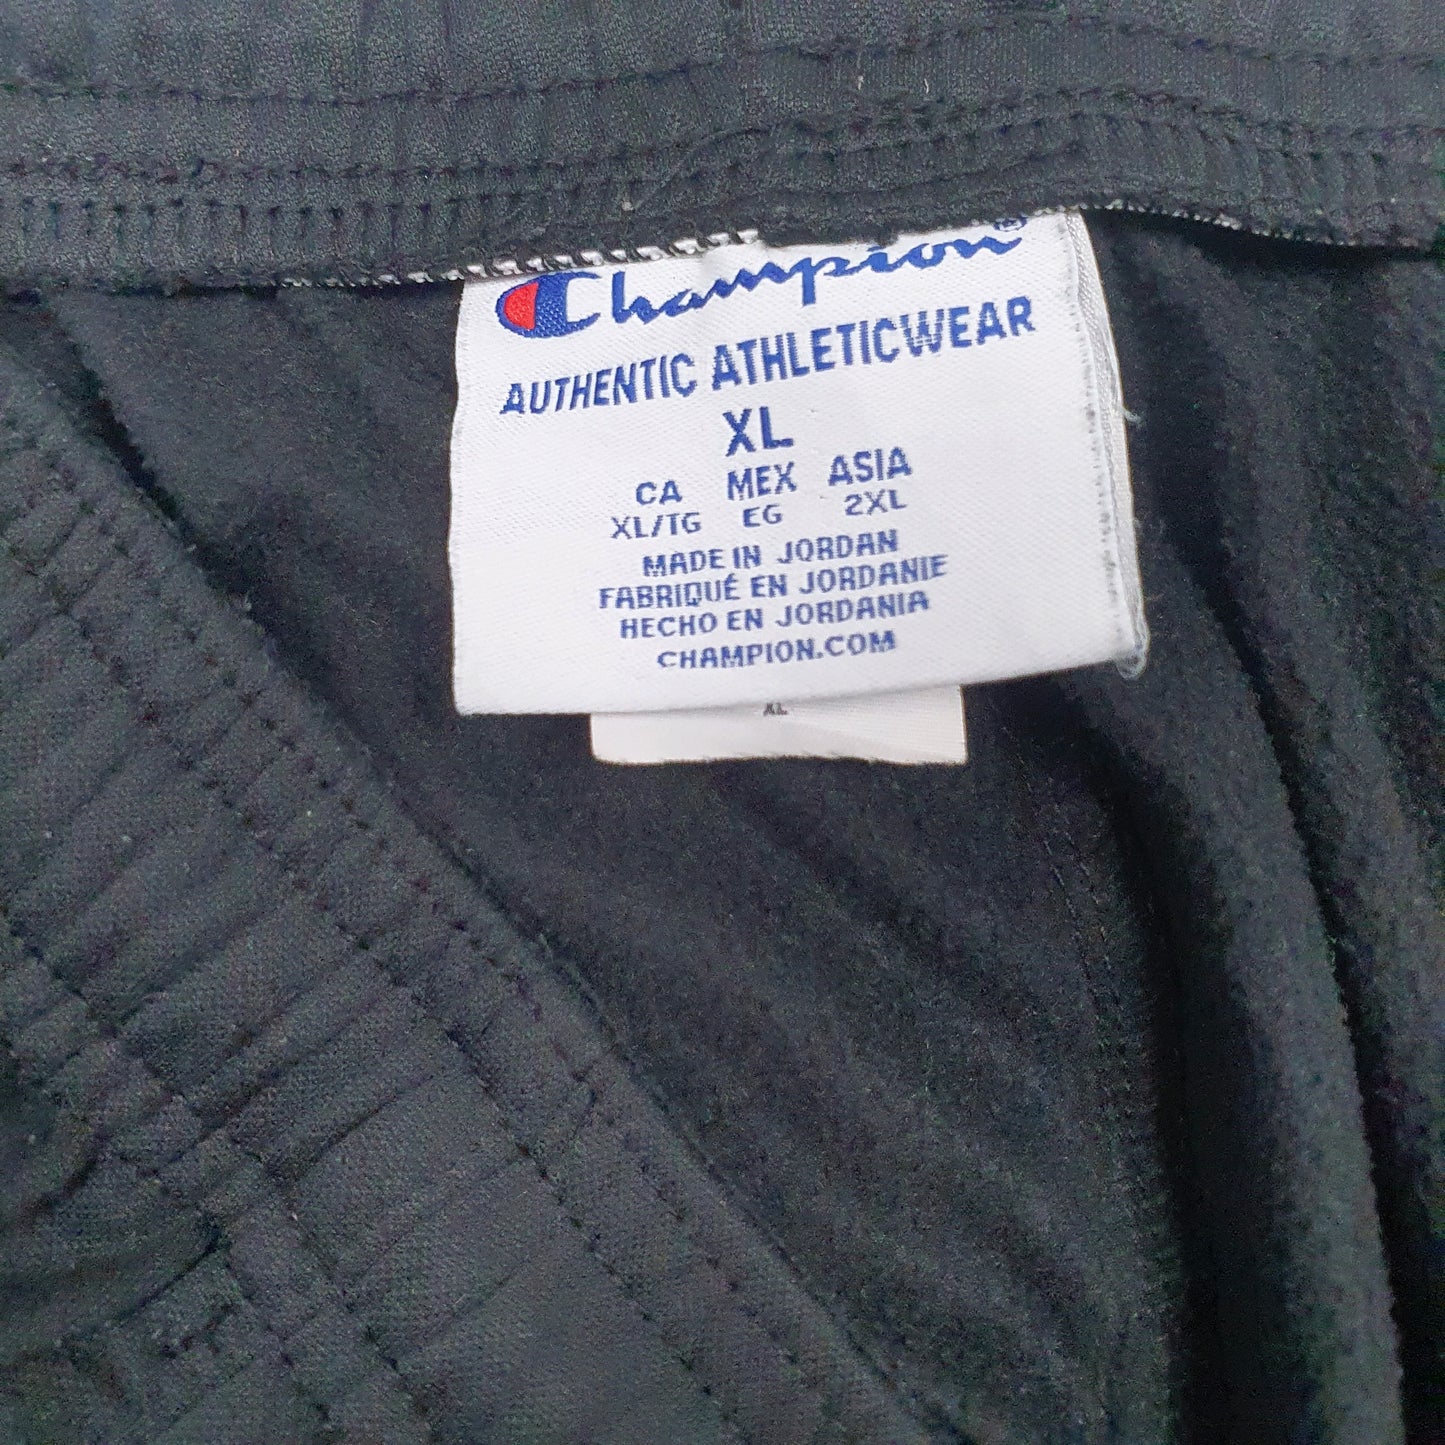 Champion®
AUTHENTIC ATHLETICWEAR
XL
CA MEX ASIA
XL/TG EG 2XL
MADE IN JORDAN
FABRIQUÉ EN JORDANIE
HECHO EN JORDANIA
CHAMPION.COM
XL